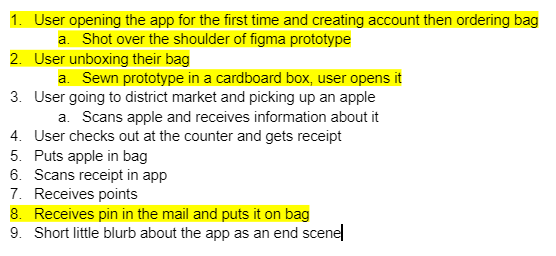 1. User opening the app for the first time and creating account then ordering bag
a. Shot over the shoulder of figma prototype
2. User unboxing their bag
a. Sewn prototype in a cardboard box, user opens it
3. User going to district market and picking up an apple
a. Scans apple and receives information about it
4. User checks out at the counter and gets receipt
5. Puts apple in bag
6. Scans receipt in app
7. Receives points
8. Receives pin in the mail and puts it on bag
9. Short little blurb about the app as an end scene